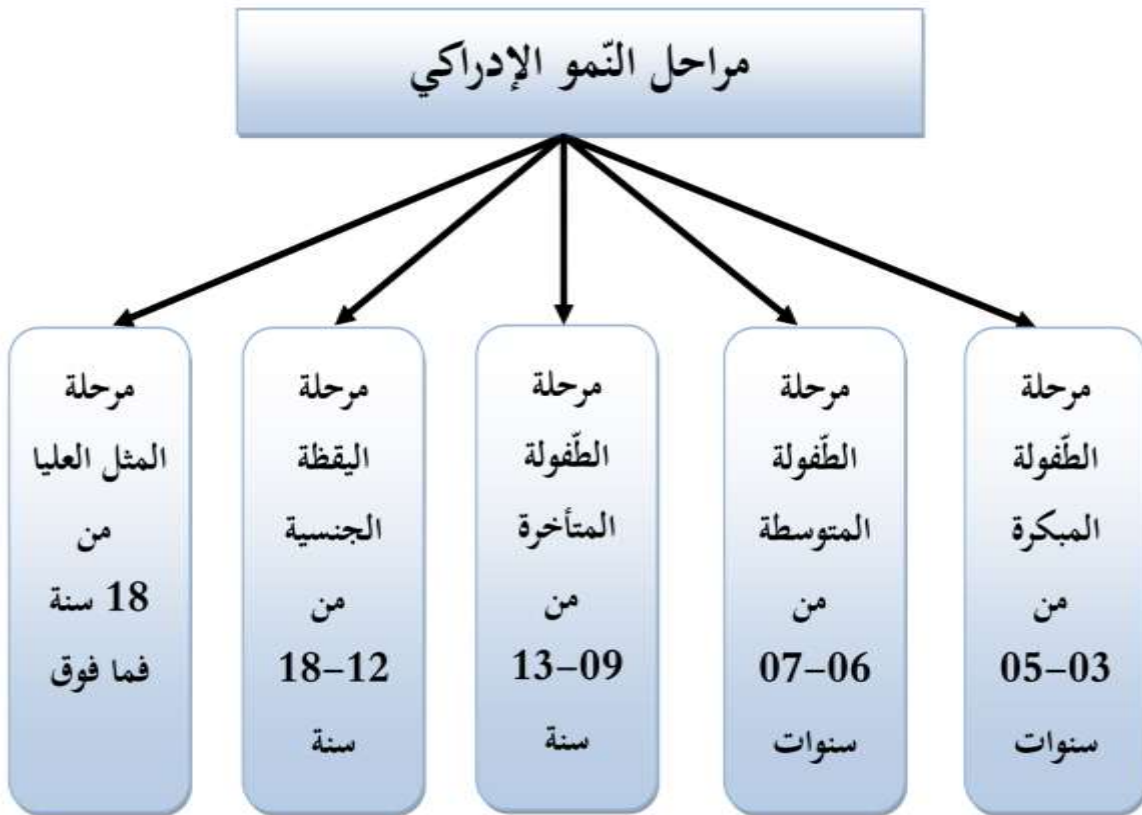 مراحل النّمو الإدراكي
مرحلة
الطّفولة
المبكرة
من
05–03
سنوات
مرحلة
الطّفولة
المتوسطة
من
07–06
سنوات
مرحلة
الطّفولة
المتأخرة
من
13–09
سنة
مرحلة
اليقظة
الجنسية
من
18–12
سنة
مرحلة
المثل العليا
من
18 سنة
فما فوق